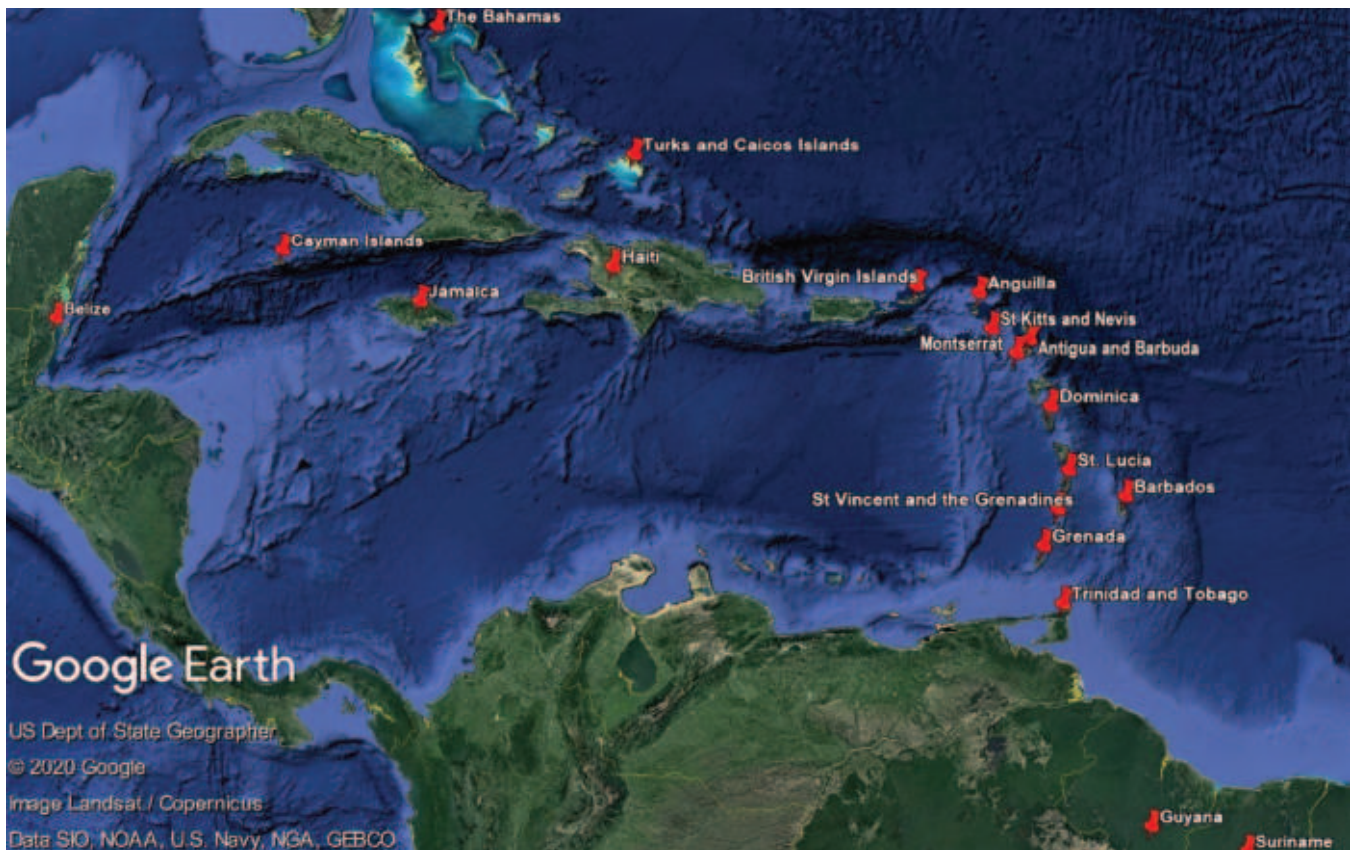 The Bahamas
Turks and Caicos Islands
Cayman Islands
Haiti
British Virgin Islands
Anguilla
Jamaica
Belize
St Kitts and Nevis
Montserrat
Antigua and Barbuda
Dominica
St. Lucia
Barbados
St Vincent and the Grenadines
Grenada
Trinidad and Tobago
Google Earth
US Dept of State Geographer
© 2020 Google
Image Landsat / Copernicus
Data SIO, NOAA, U.S. Navy, NGA, GEBCO
Guyana
Suriname